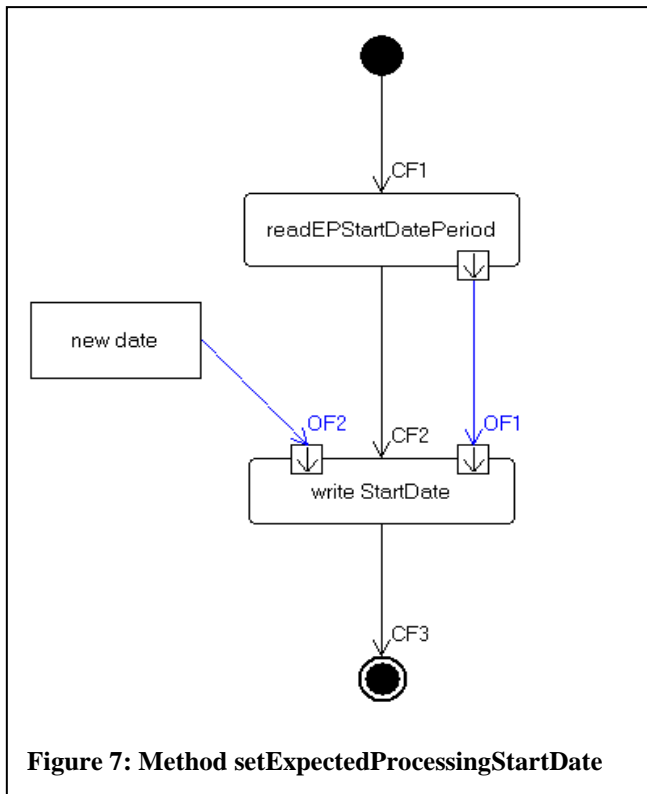 CF1
readEPStartDatePeriod
new date
OF2
CF2
OF1
write StartDate
CF3
Figure 7: Method setExpectedProcessingStartDate